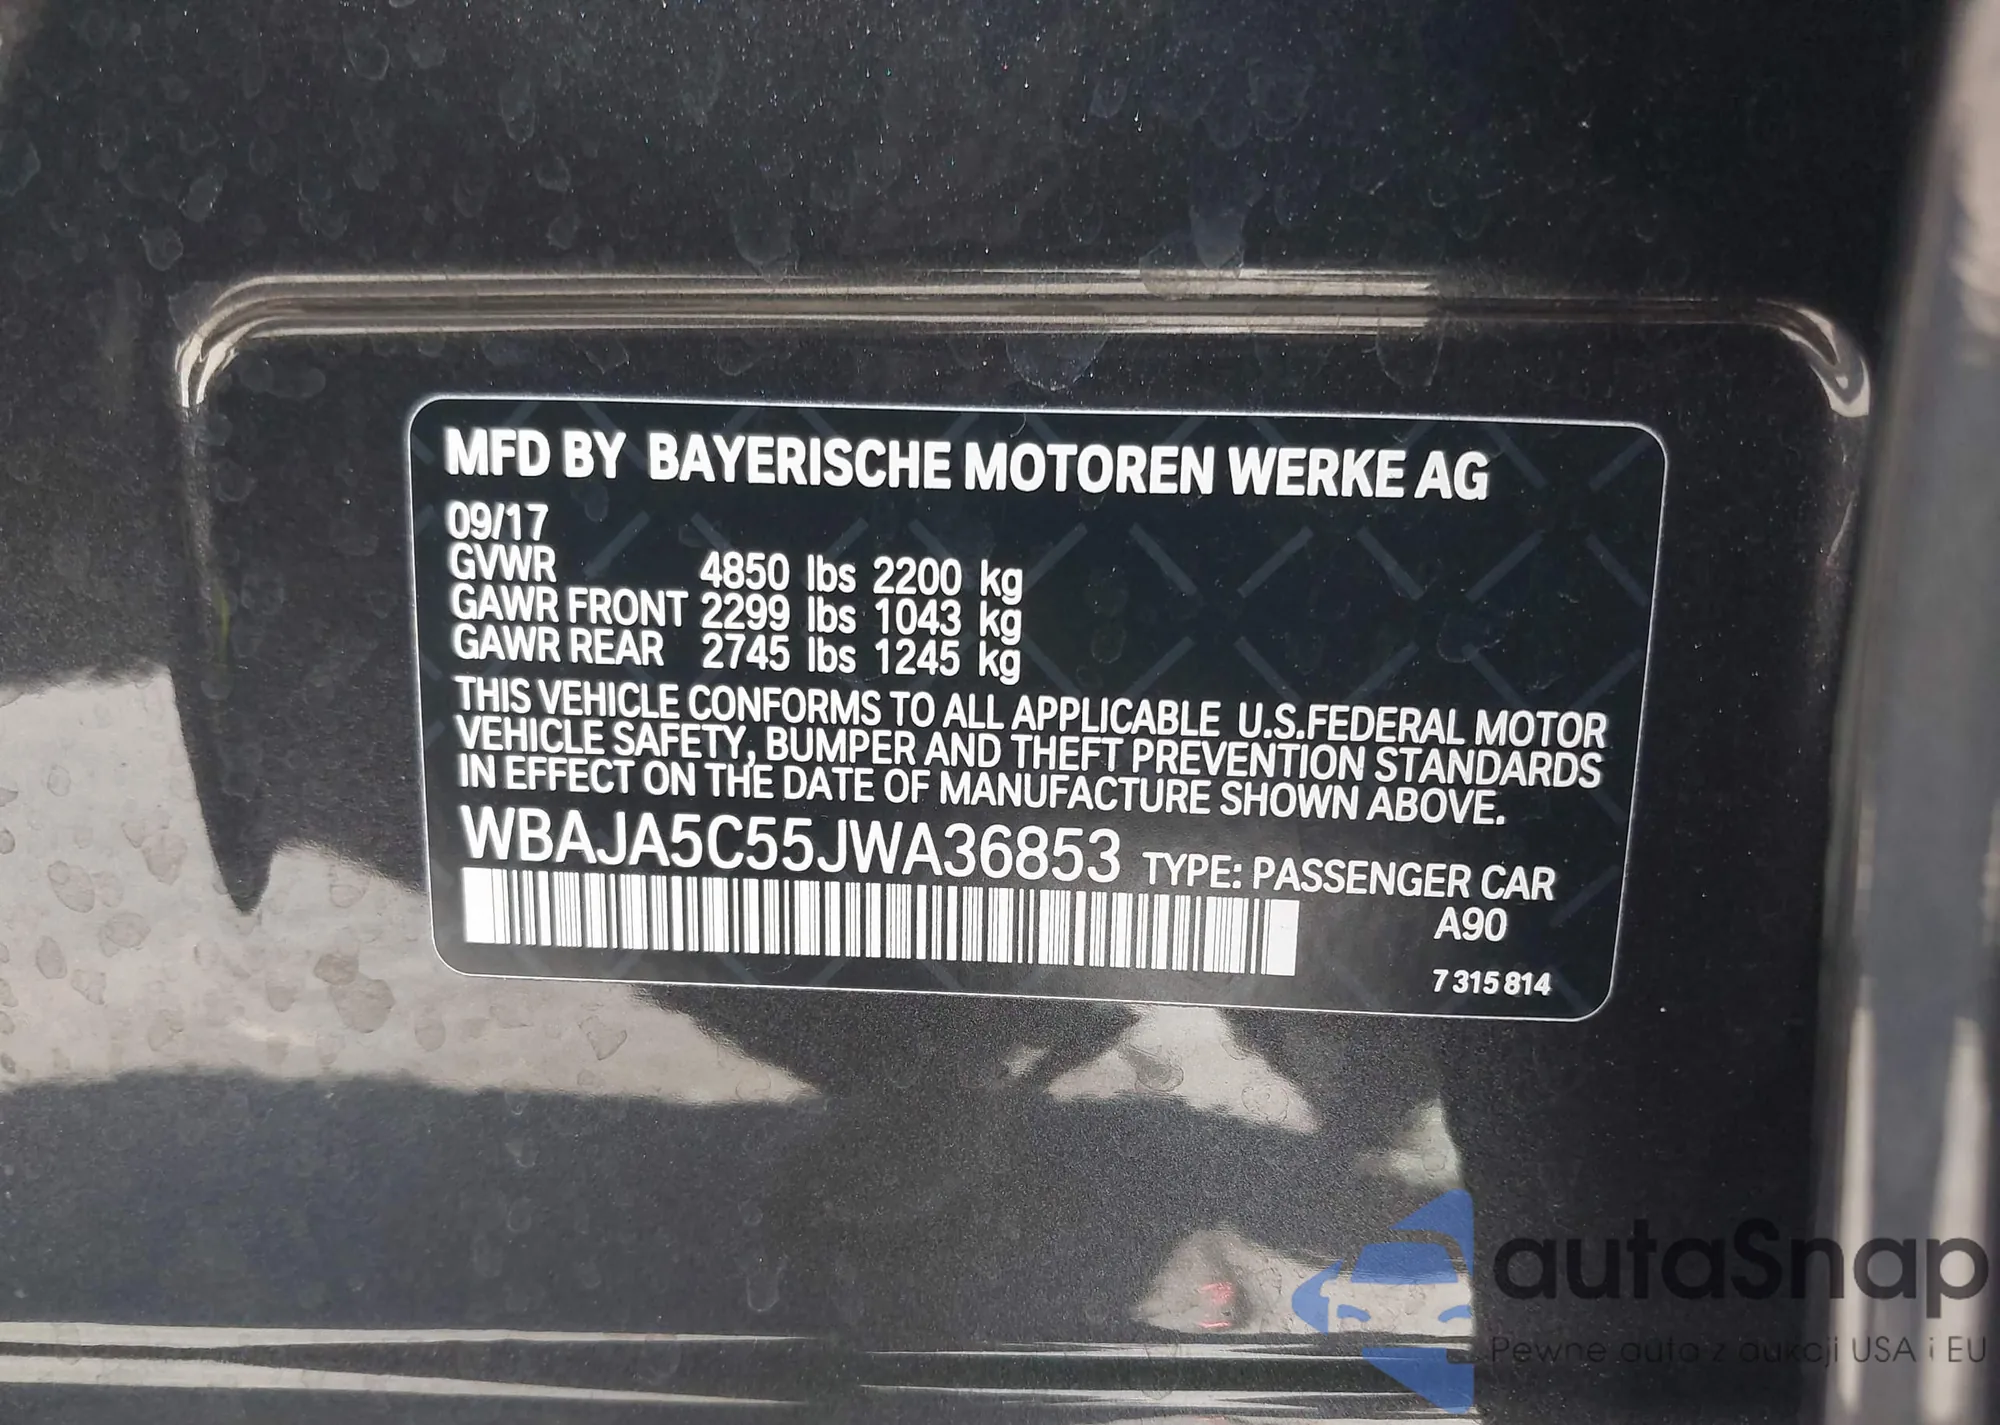 MFD BY BAYERISCHE MOTOREN WERKE AG
09/17
GVWR 4850 lbs 2200 kg
GAWR FRONT 2299 lbs 1043 kg
GAWR REAR 2745 lbs 1245 kg
THIS VEHICLE CONFORMS TO ALL APPLICABLE U.S.FEDERAL MOTOR
VEHICLE SAFETY, BUMPER AND THEFT PREVENTION STANDARDS
IN EFFECT ON THE DATE OF MANUFACTURE SHOWN ABOVE.
WBAJA5C55JWA36853 TYPE: PASSENGER CAR
A90
7 315 814
autaSnap
Pewne auta z aukcji USA i EU